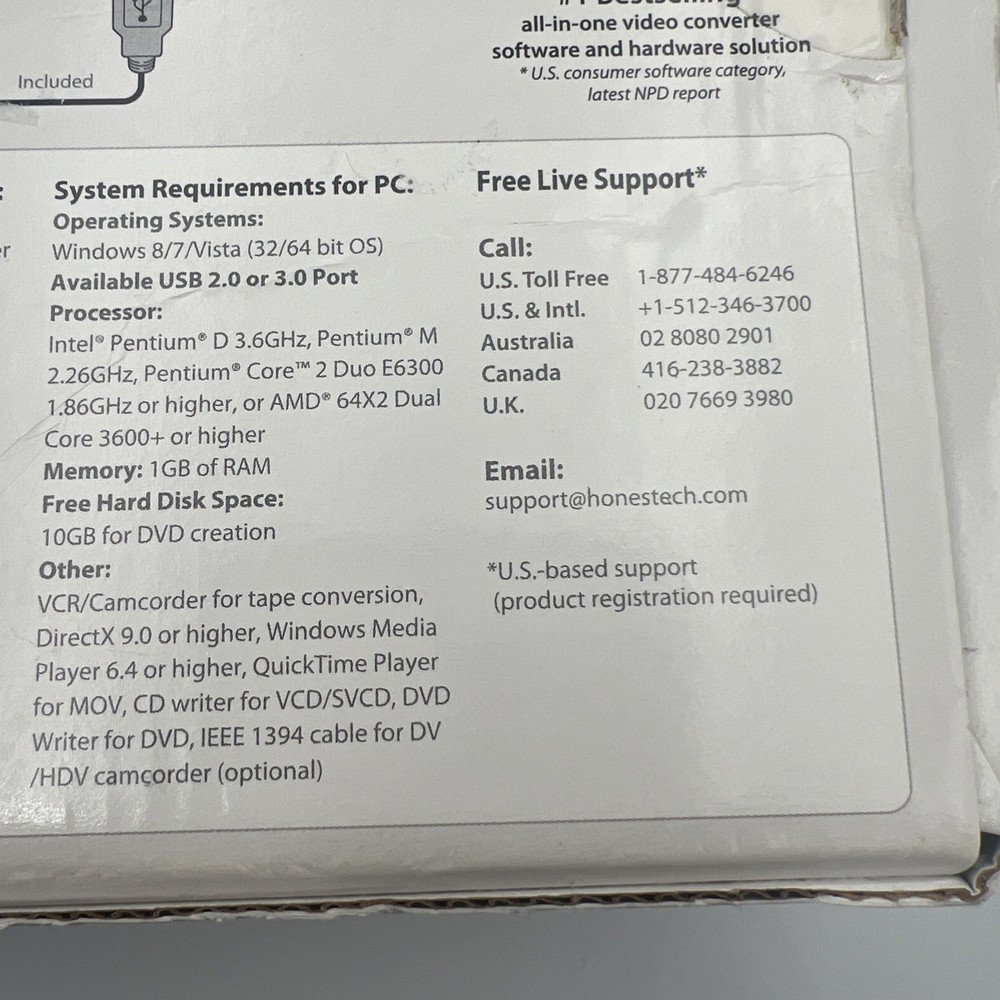 Included
all-in-one video converter
software and hardware solution
* U.S. consumer software category,
latest NPD report
System Requirements for PC:
Operating Systems:
Windows 8/7/Vista (32/64 bit OS)
Available USB 2.0 or 3.0 Port
Processor:
Intel® Pentium® D 3.6GHz, Pentium® M
2.26GHz, Pentium® Core™ 2 Duo E6300
1.86GHz or higher, or AMD® 64X2 Dual
Core 3600+ or higher
Memory: 1GB of RAM
Free Hard Disk Space:
10GB for DVD creation
Other:
VCR/Camcorder for tape conversion,
DirectX 9.0 or higher, Windows Media
Player 6.4 or higher, QuickTime Player
for MOV, CD writer for VCD/SVCD, DVD
Writer for DVD, IEEE 1394 cable for DV
/HDV camcorder (optional)
Free Live Support*
Call:
U.S. Toll Free 1-877-484-6246
U.S. & Intl. +1-512-346-3700
Australia 02 8080 2901
Canada 416-238-3882
U.K. 020 7669 3980
Email:
support@honestech.com
*U.S.-based support
(product registration required)